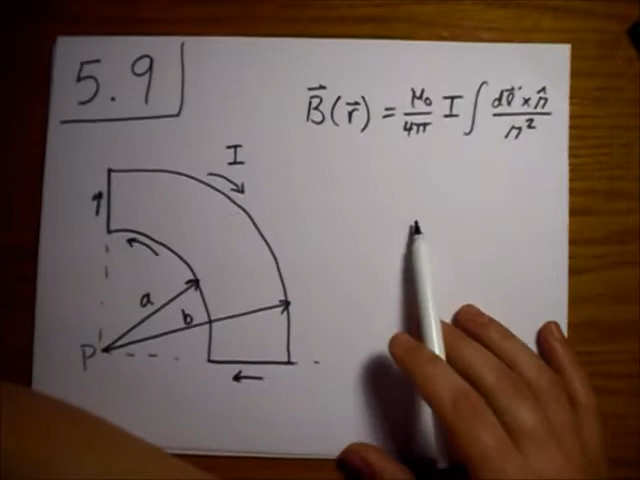 5.9
B⃗(r⃗) = μ₀/4π I ∫ dl⃗' × r̂ / r²
I
a
b
P